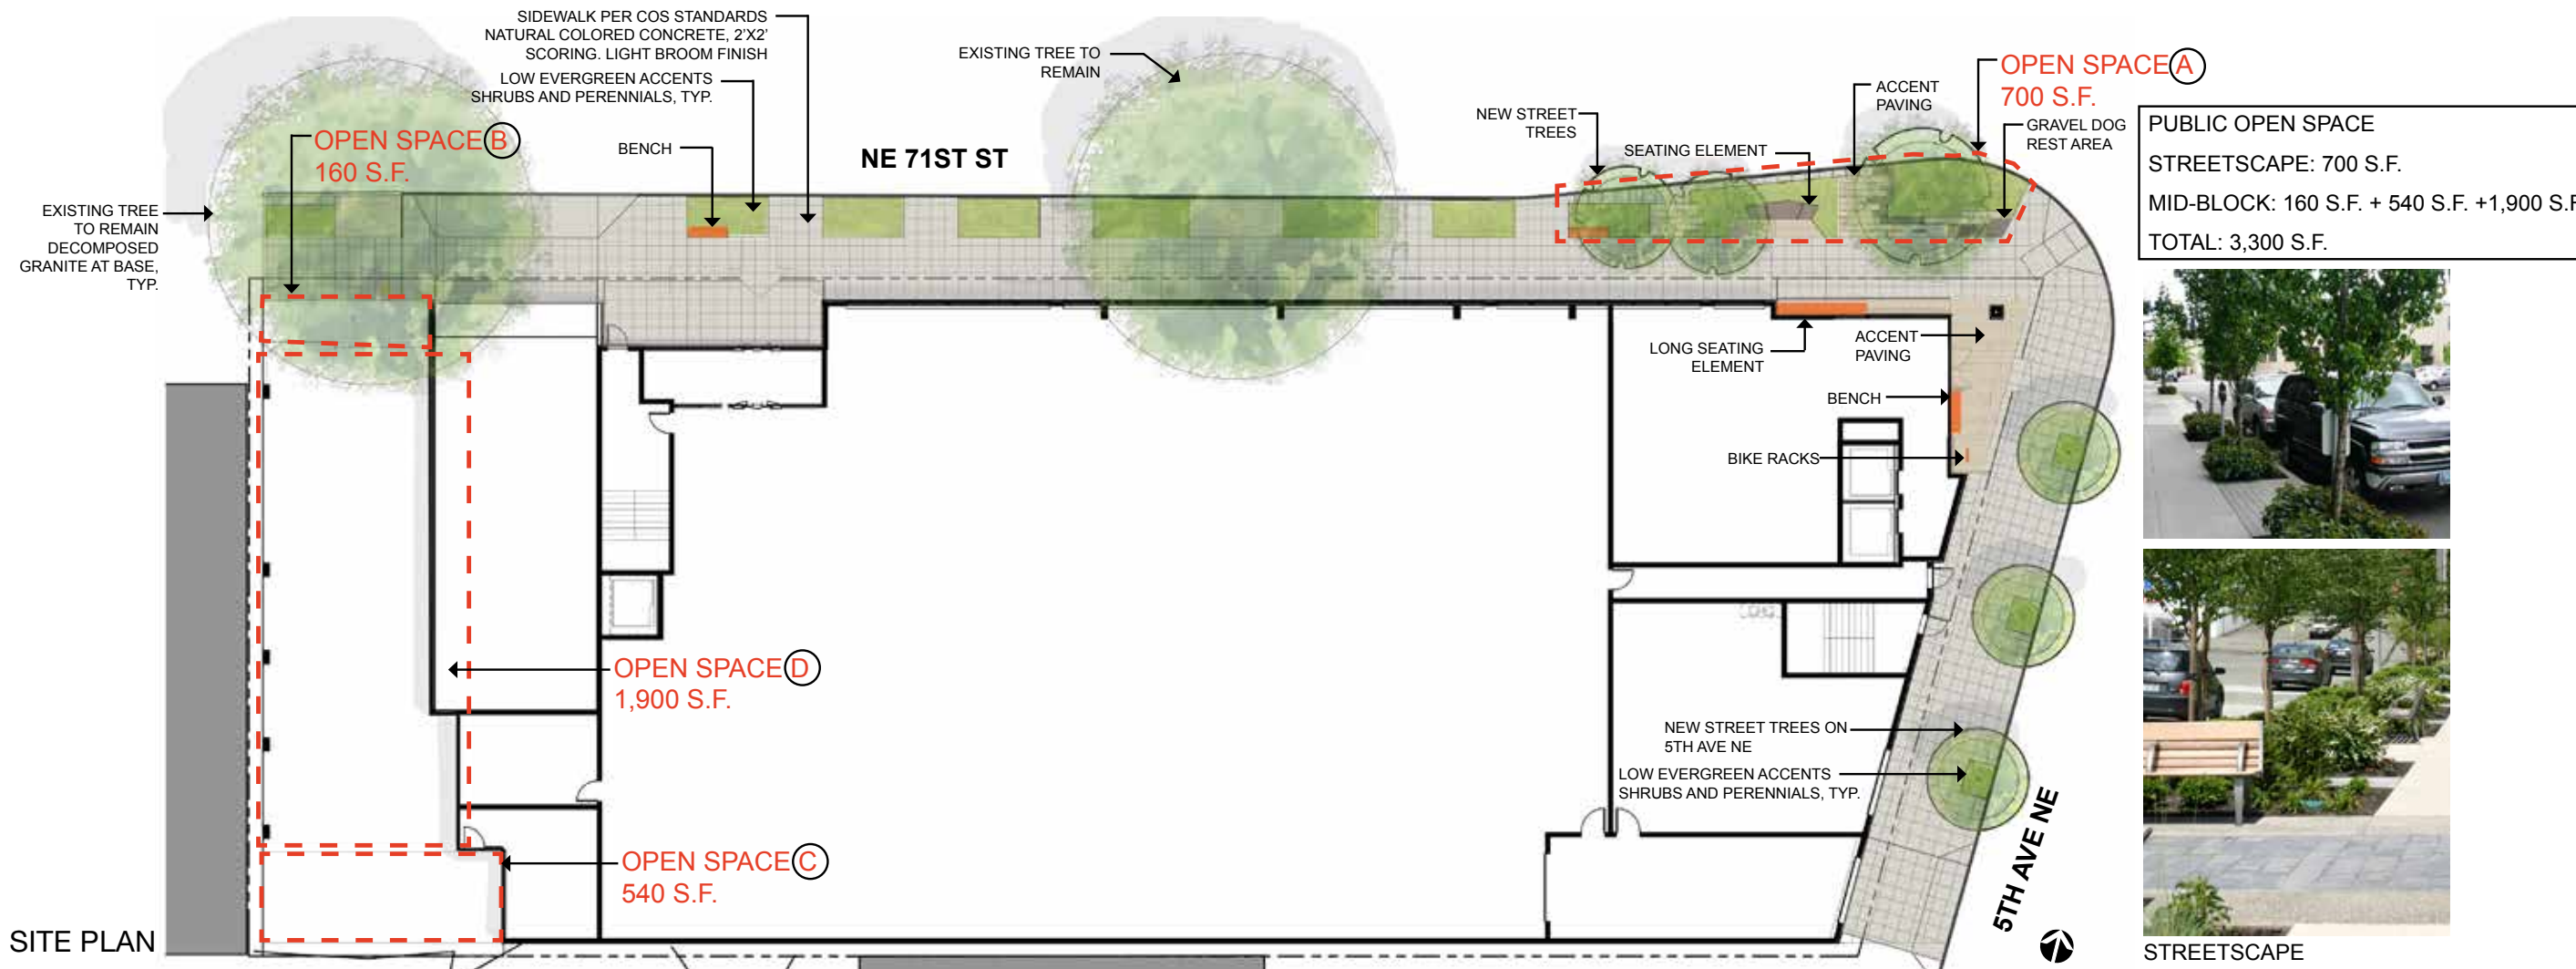 SIDEWALK PER COS STANDARDS
NATURAL COLORED CONCRETE, 2'X2'
SCORING. LIGHT BROOM FINISH
LOW EVERGREEN ACCENTS
SHRUBS AND PERENNIALS, TYP.
EXISTING TREE TO
REMAIN
OPEN SPACE A
700 S.F.
ACCENT
PAVING
NEW STREET
TREES
GRAVEL DOG
REST AREA
SEATING ELEMENT
OPEN SPACE B
160 S.F.
BENCH
NE 71ST ST
PUBLIC OPEN SPACE
STREETSCAPE: 700 S.F.
MID-BLOCK: 160 S.F. + 540 S.F. +1,900 S.F
TOTAL: 3,300 S.F.
EXISTING TREE
TO REMAIN
DECOMPOSED
GRANITE AT BASE,
TYP.
LONG SEATING
ELEMENT
ACCENT
PAVING
BENCH
BIKE RACKS
OPEN SPACE D
1,900 S.F.
NEW STREET TREES ON
5TH AVE NE
LOW EVERGREEN ACCENTS
SHRUBS AND PERENNIALS, TYP.
OPEN SPACE C
540 S.F.
5TH AVE NE
SITE PLAN
STREETSCAPE